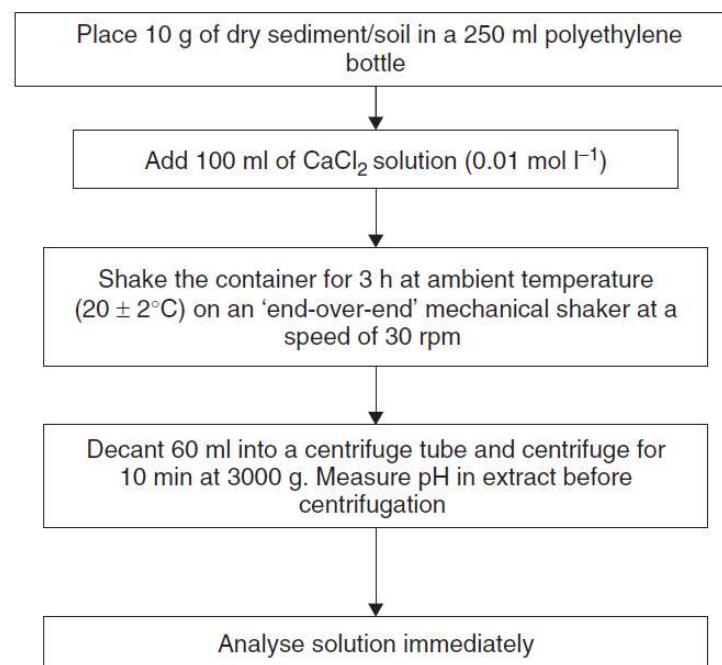 Place 10 g of dry sediment/soil in a 250 ml polyethylene
bottle
Add 100 ml of CaCl₂ solution (0.01 mol l⁻¹)
Shake the container for 3 h at ambient temperature
(20 ± 2°C) on an ‘end-over-end’ mechanical shaker at a
speed of 30 rpm
Decant 60 ml into a centrifuge tube and centrifuge for
10 min at 3000 g. Measure pH in extract before
centrifugation
Analyse solution immediately